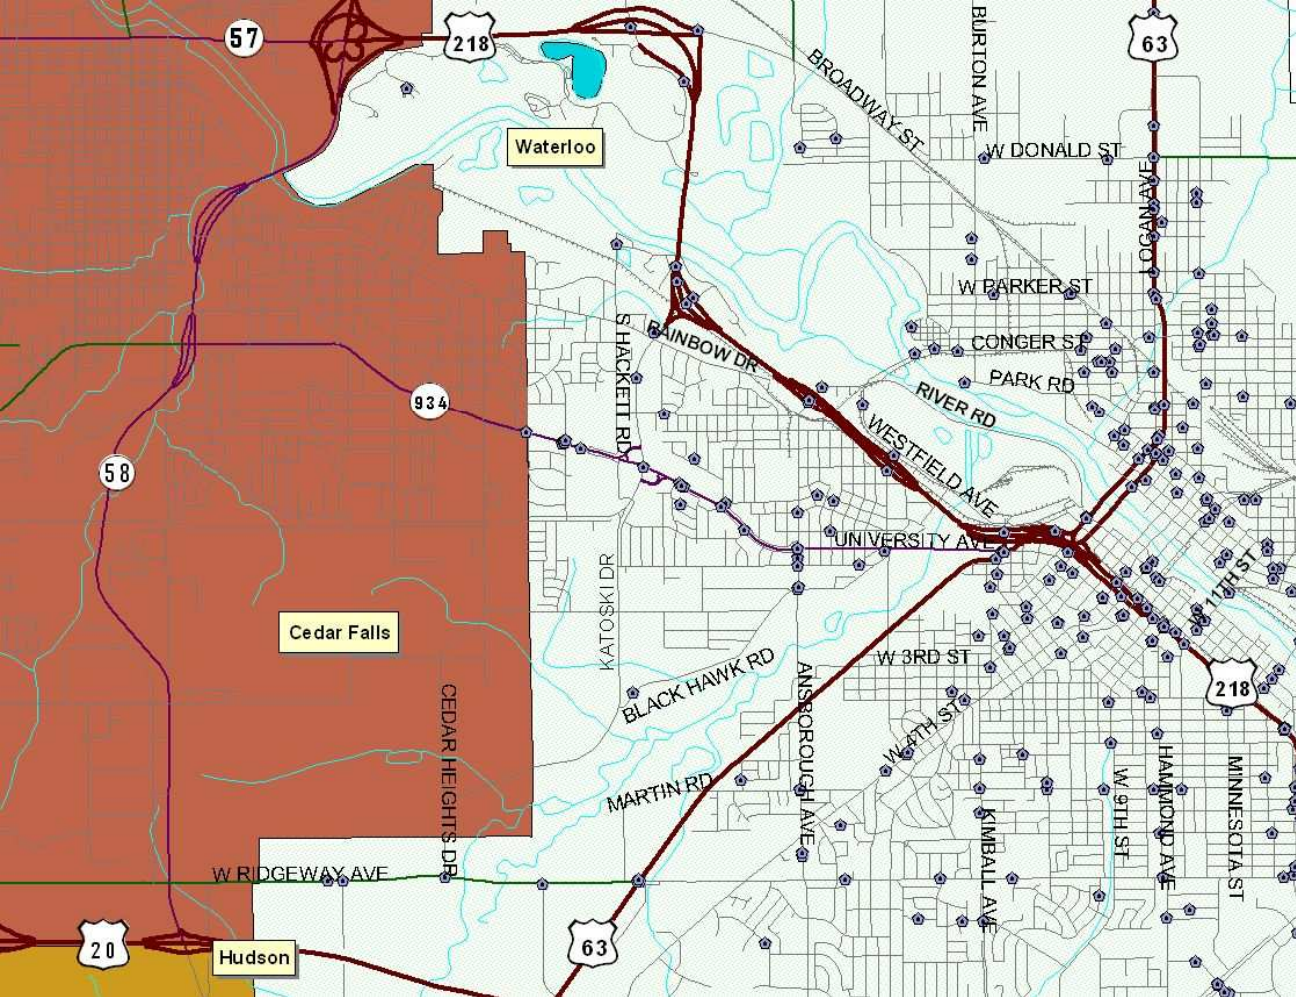 57
218
63
BROADWAY ST
BURTON AVE
W DONALD ST
Waterloo
LOGAN AVE
W PARKER ST
S HACKETT RD
RAINBOW DR
CONGER ST
PARK RD
RIVER RD
934
58
WESTFIELD AVE
UNIVERSITY AVE
KATOSKI DR
W 11TH ST
Cedar Falls
W 3RD ST
BLACK HAWK RD
218
ANSBOROUGH AVE
W 4TH ST
CEDAR HEIGHTS DR
MARTIN RD
KIMBALL AVE
W 9TH ST
HAMMOND AVE
MINNESOTA ST
W RIDGEWAY AVE
20
Hudson
63